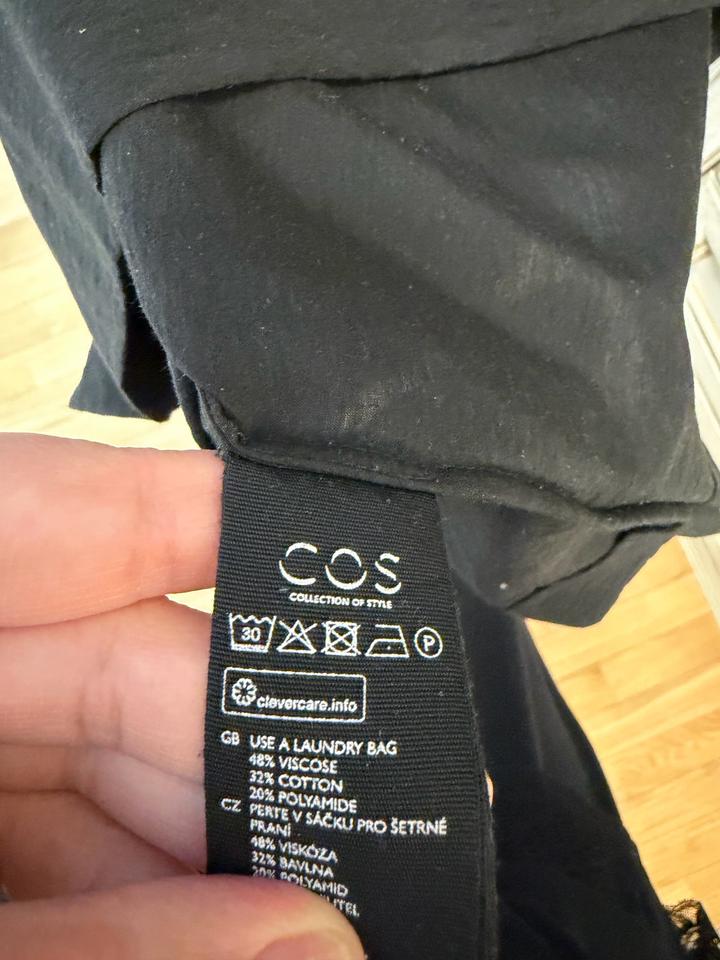 COS
COLLECTION OF STYLE
30 P
clevercare.info
GB USE A LAUNDRY BAG
48% VISCOSE
32% COTTON
20% POLYAMIDE
CZ PERTE V SÁČKU PRO ŠETRNÉ
PRANÍ
48% VISKÓZA
32% BAVLNA
20% POLYAMID